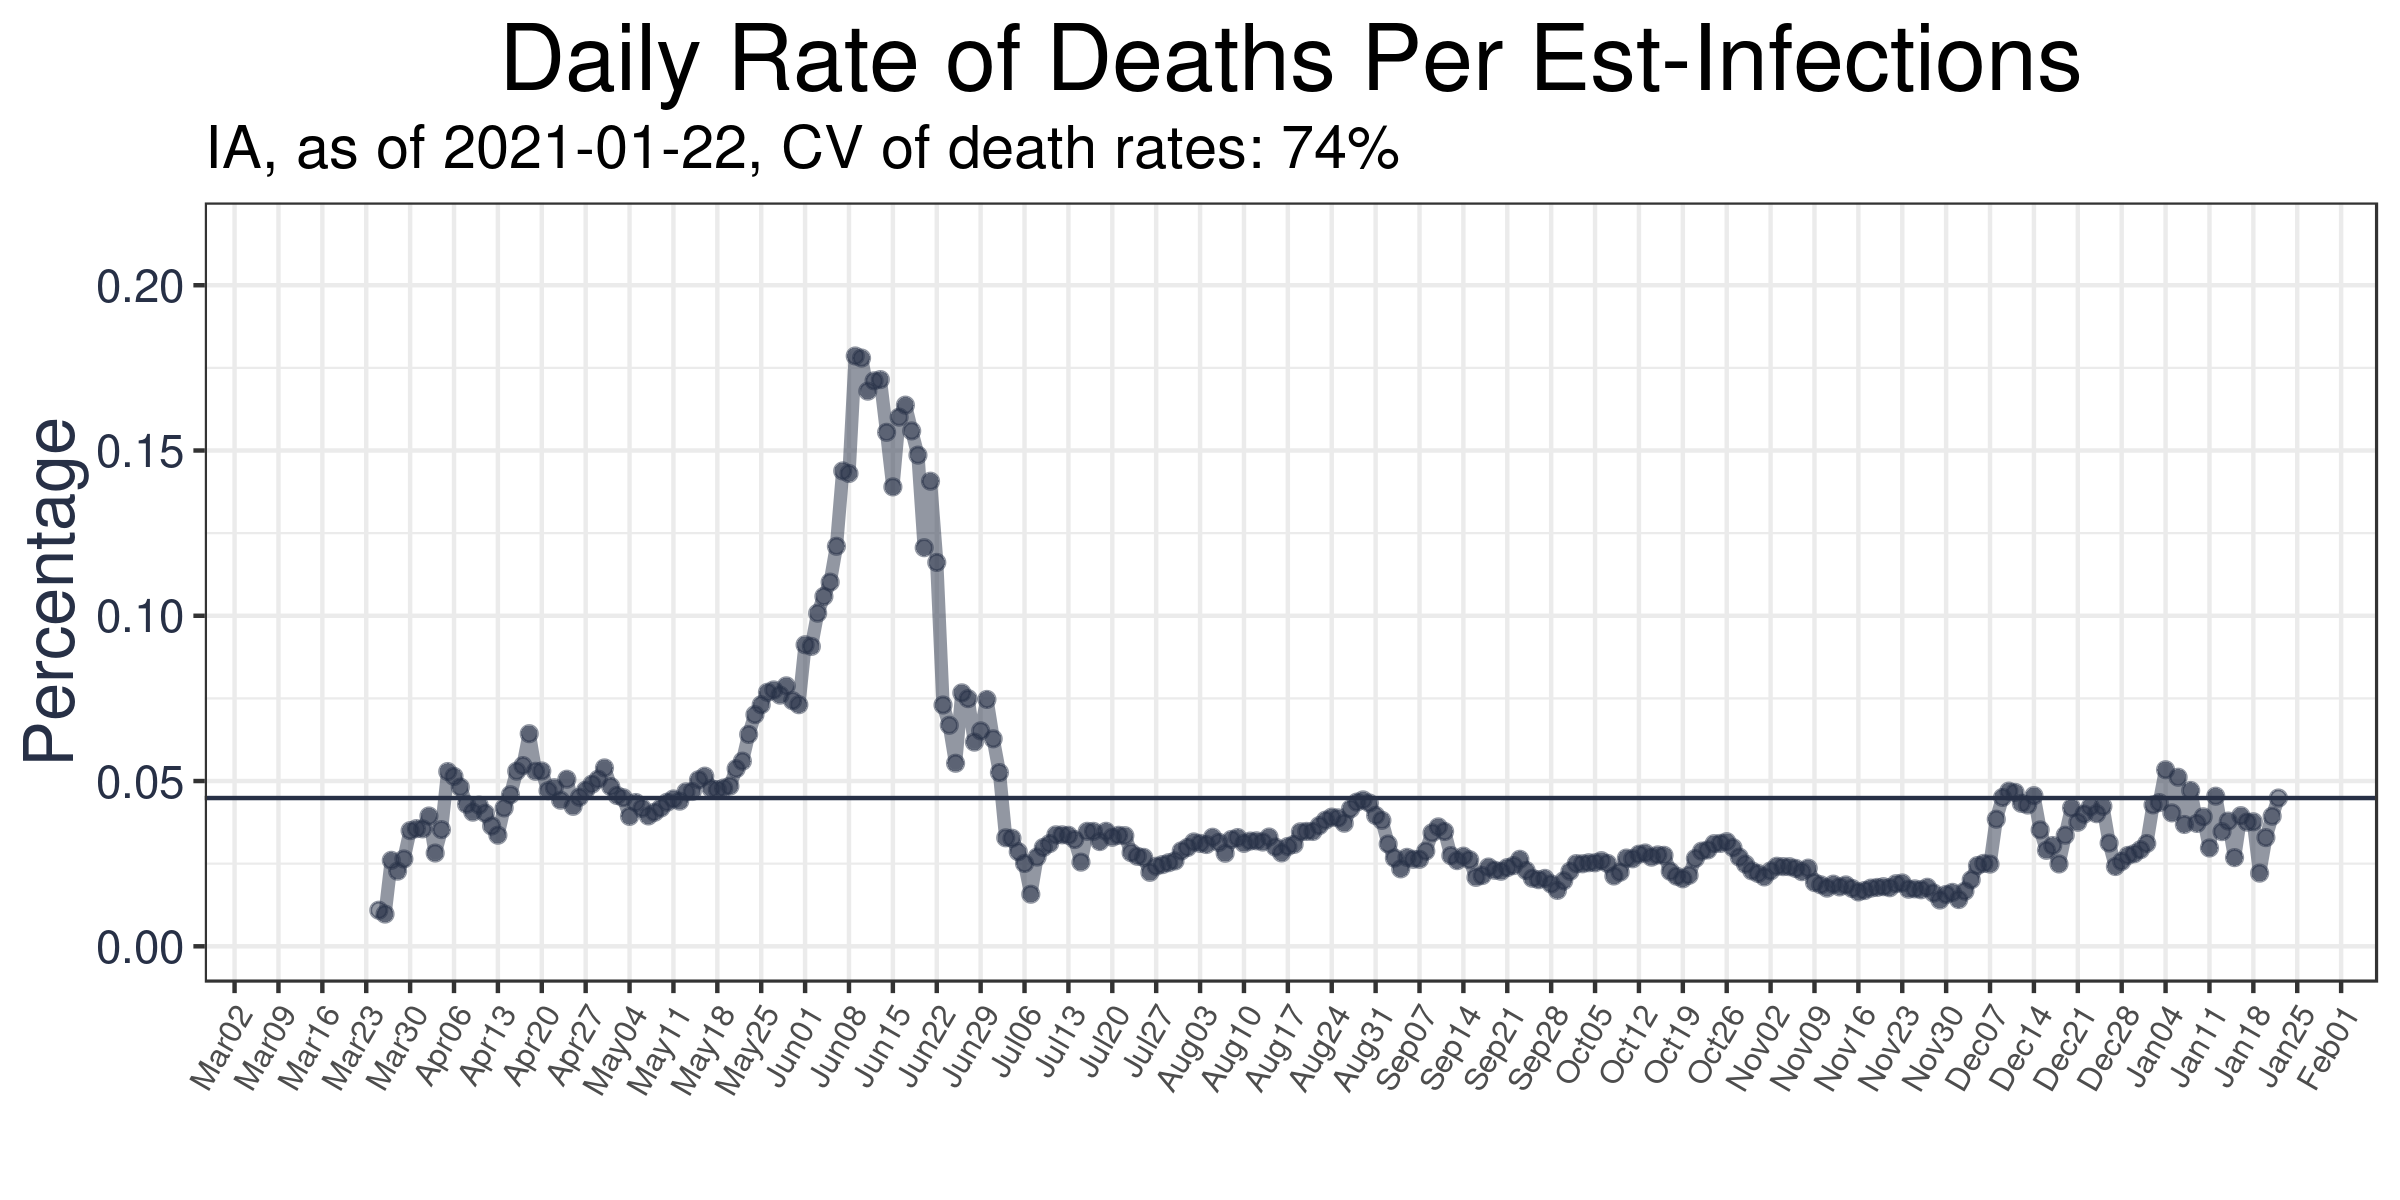 Daily Rate of Deaths Per Est-Infections
IA, as of 2021-01-22, CV of death rates: 74%
Percentage
0.20
0.15
0.10
0.05
0.00
Mar02
Mar09
Mar16
Mar23
Mar30
Apr06
Apr13
Apr20
Apr27
May04
May11
May18
May25
Jun01
Jun08
Jun15
Jun22
Jun29
Jul06
Jul13
Jul20
Jul27
Aug03
Aug10
Aug17
Aug24
Aug31
Sep07
Sep14
Sep21
Sep28
Oct05
Oct12
Oct19
Oct26
Nov02
Nov09
Nov16
Nov23
Nov30
Dec07
Dec14
Dec21
Dec28
Jan04
Jan11
Jan18
Jan25
Feb01